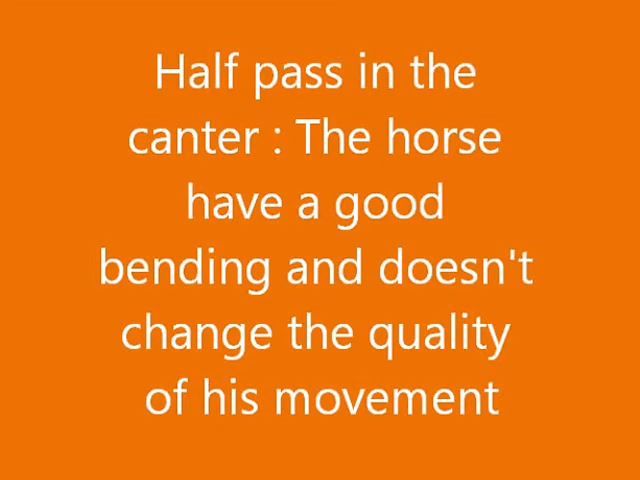 Half pass in the
canter : The horse
have a good
bending and doesn't
change the quality
of his movement